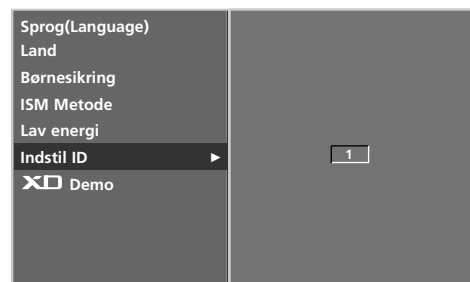 Sprog(Language)
Land
Børnesikring
ISM Metode
Lav energi
Indstil ID ►
1
XD Demo